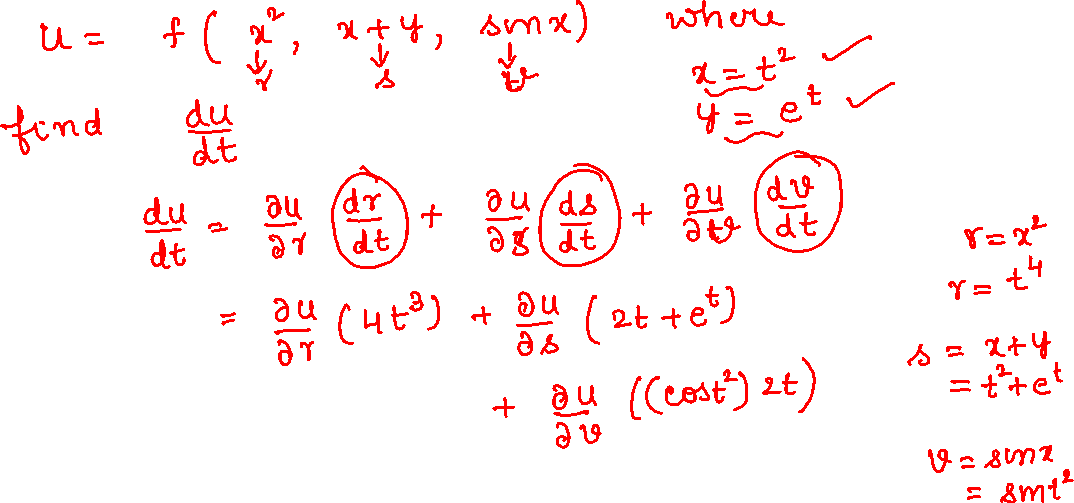 u = f ( x², x + y, sin x ) where
↓ r ↓ s ↓ v
x = t² ✓
y = e^t ✓
find du/dt
du/dt = ∂u/∂r (dr/dt) + ∂u/∂s (ds/dt) + ∂u/∂v (dv/dt)
= ∂u/∂r (4t³) + ∂u/∂s (2t + e^t)
+ ∂u/∂v ((cos t²) 2t)
r = x²
r = t⁴
s = x + y
= t² + e^t
v = sin x
= sin t²